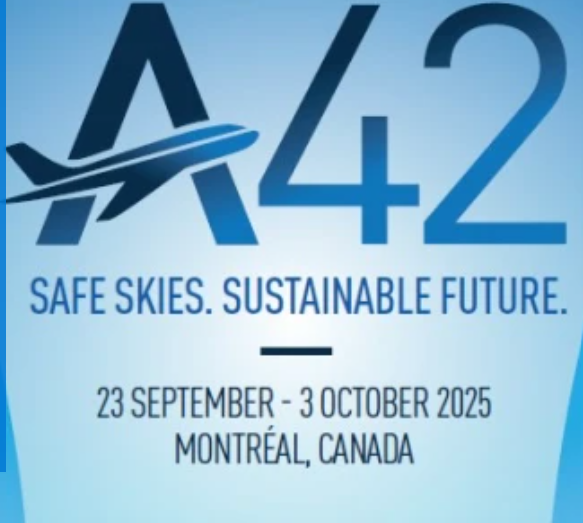 A42
SAFE SKIES. SUSTAINABLE FUTURE.
23 SEPTEMBER - 3 OCTOBER 2025
MONTRÉAL, CANADA